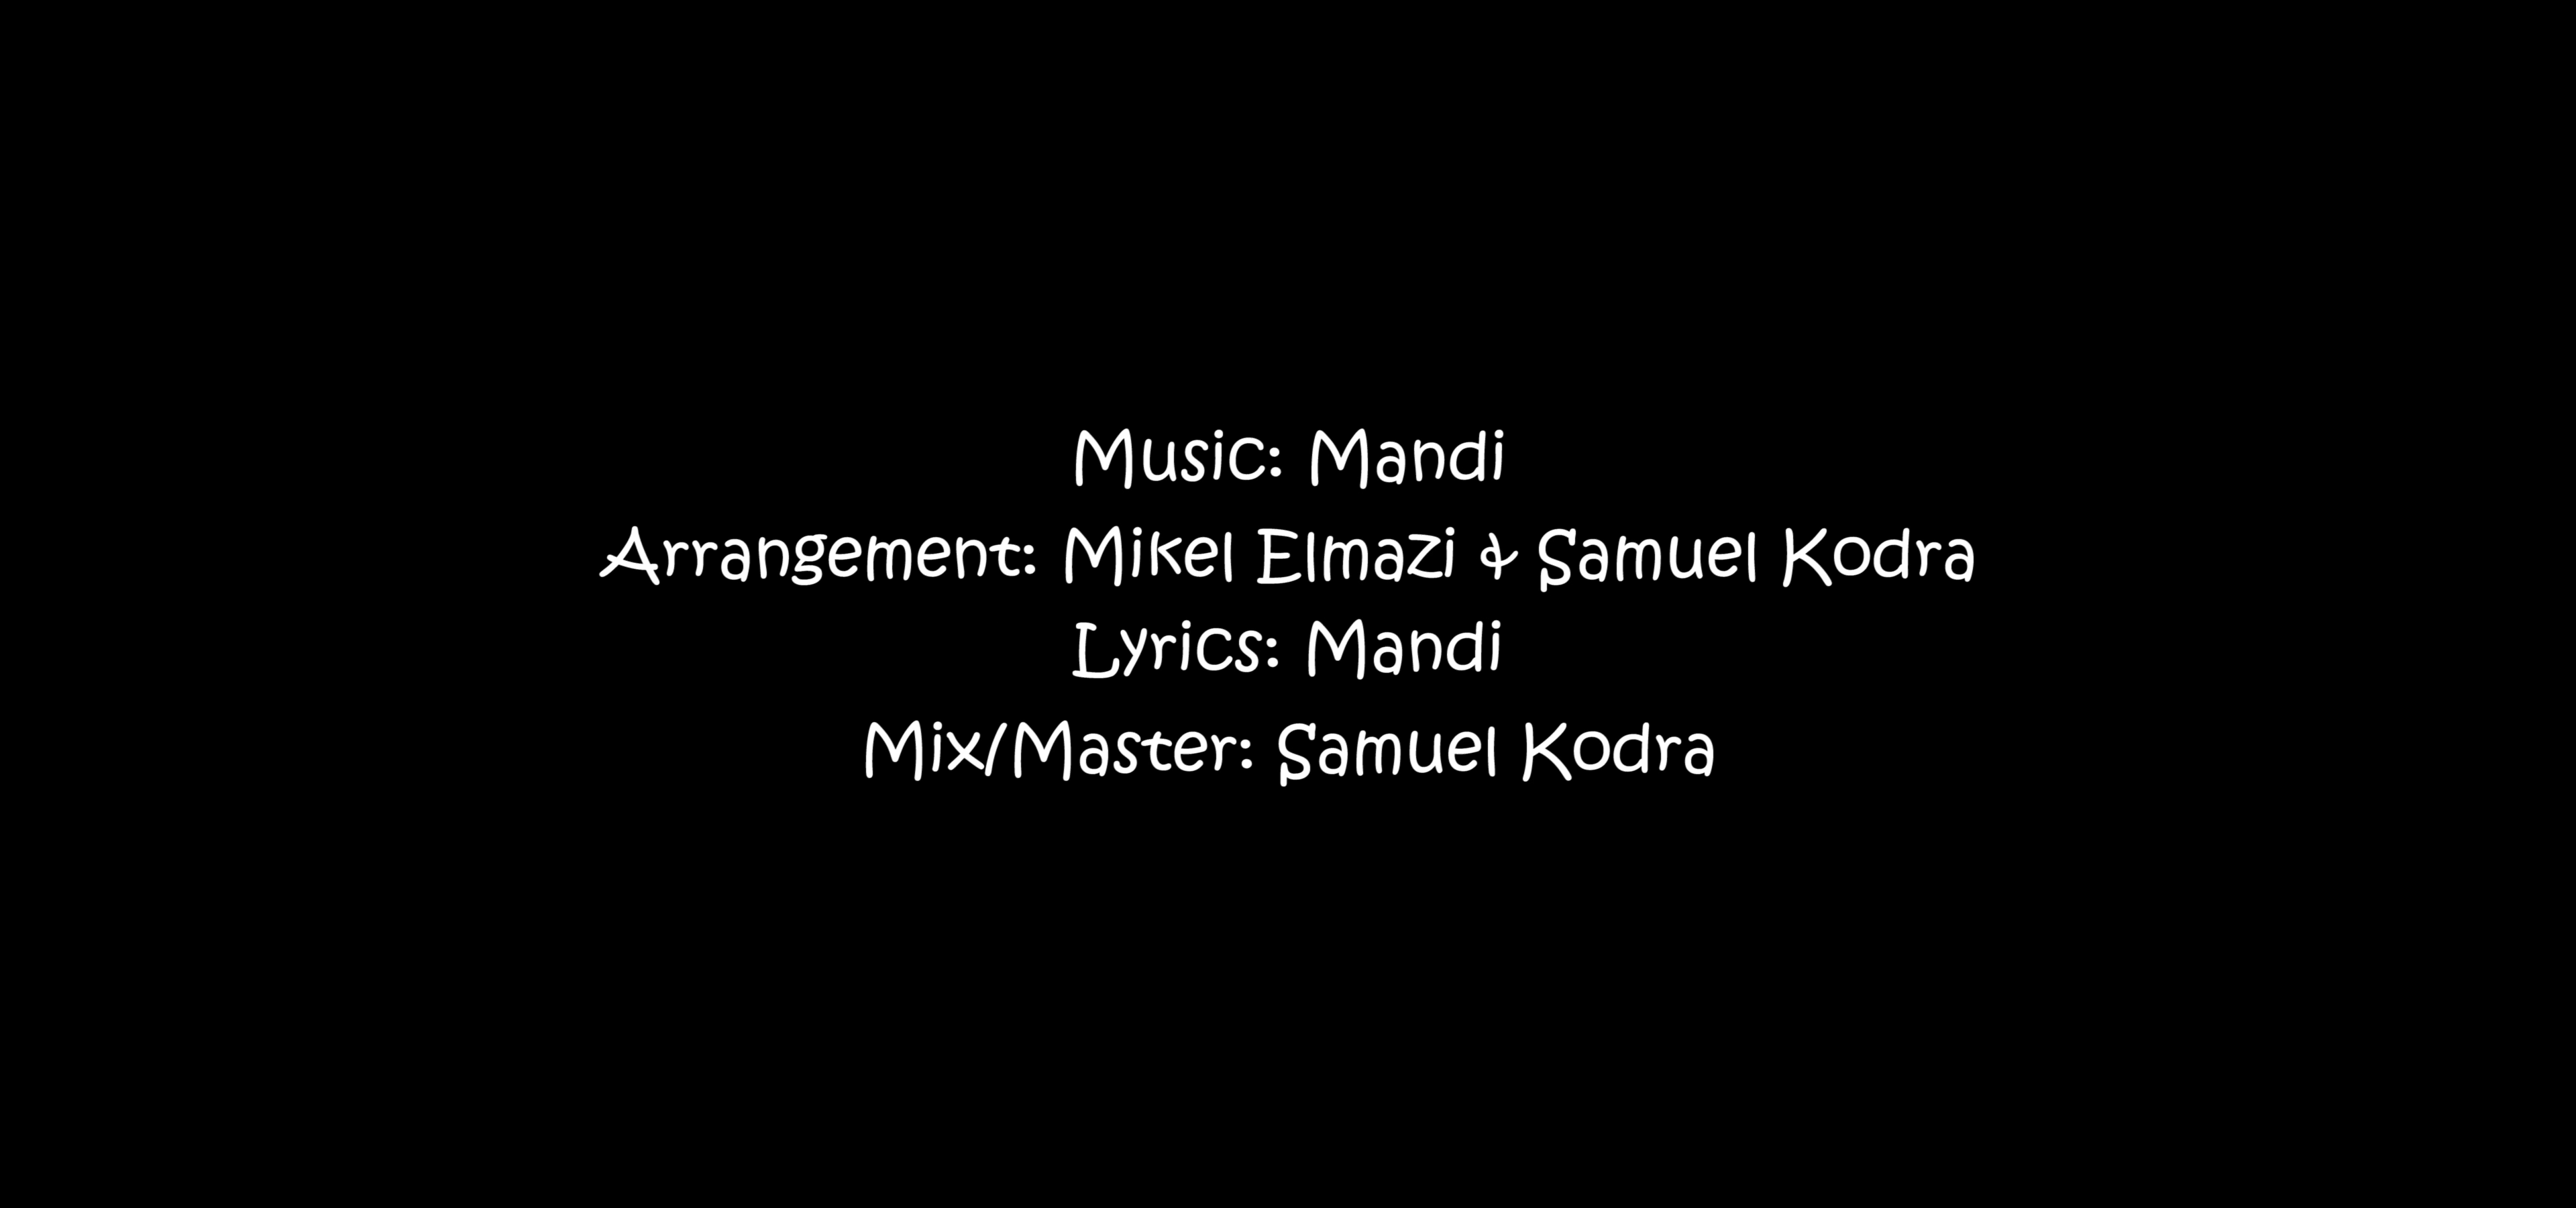 Music: Mandi
Arrangement: Mikel Elmazi & Samuel Kodra
Lyrics: Mandi
Mix/Master: Samuel Kodra